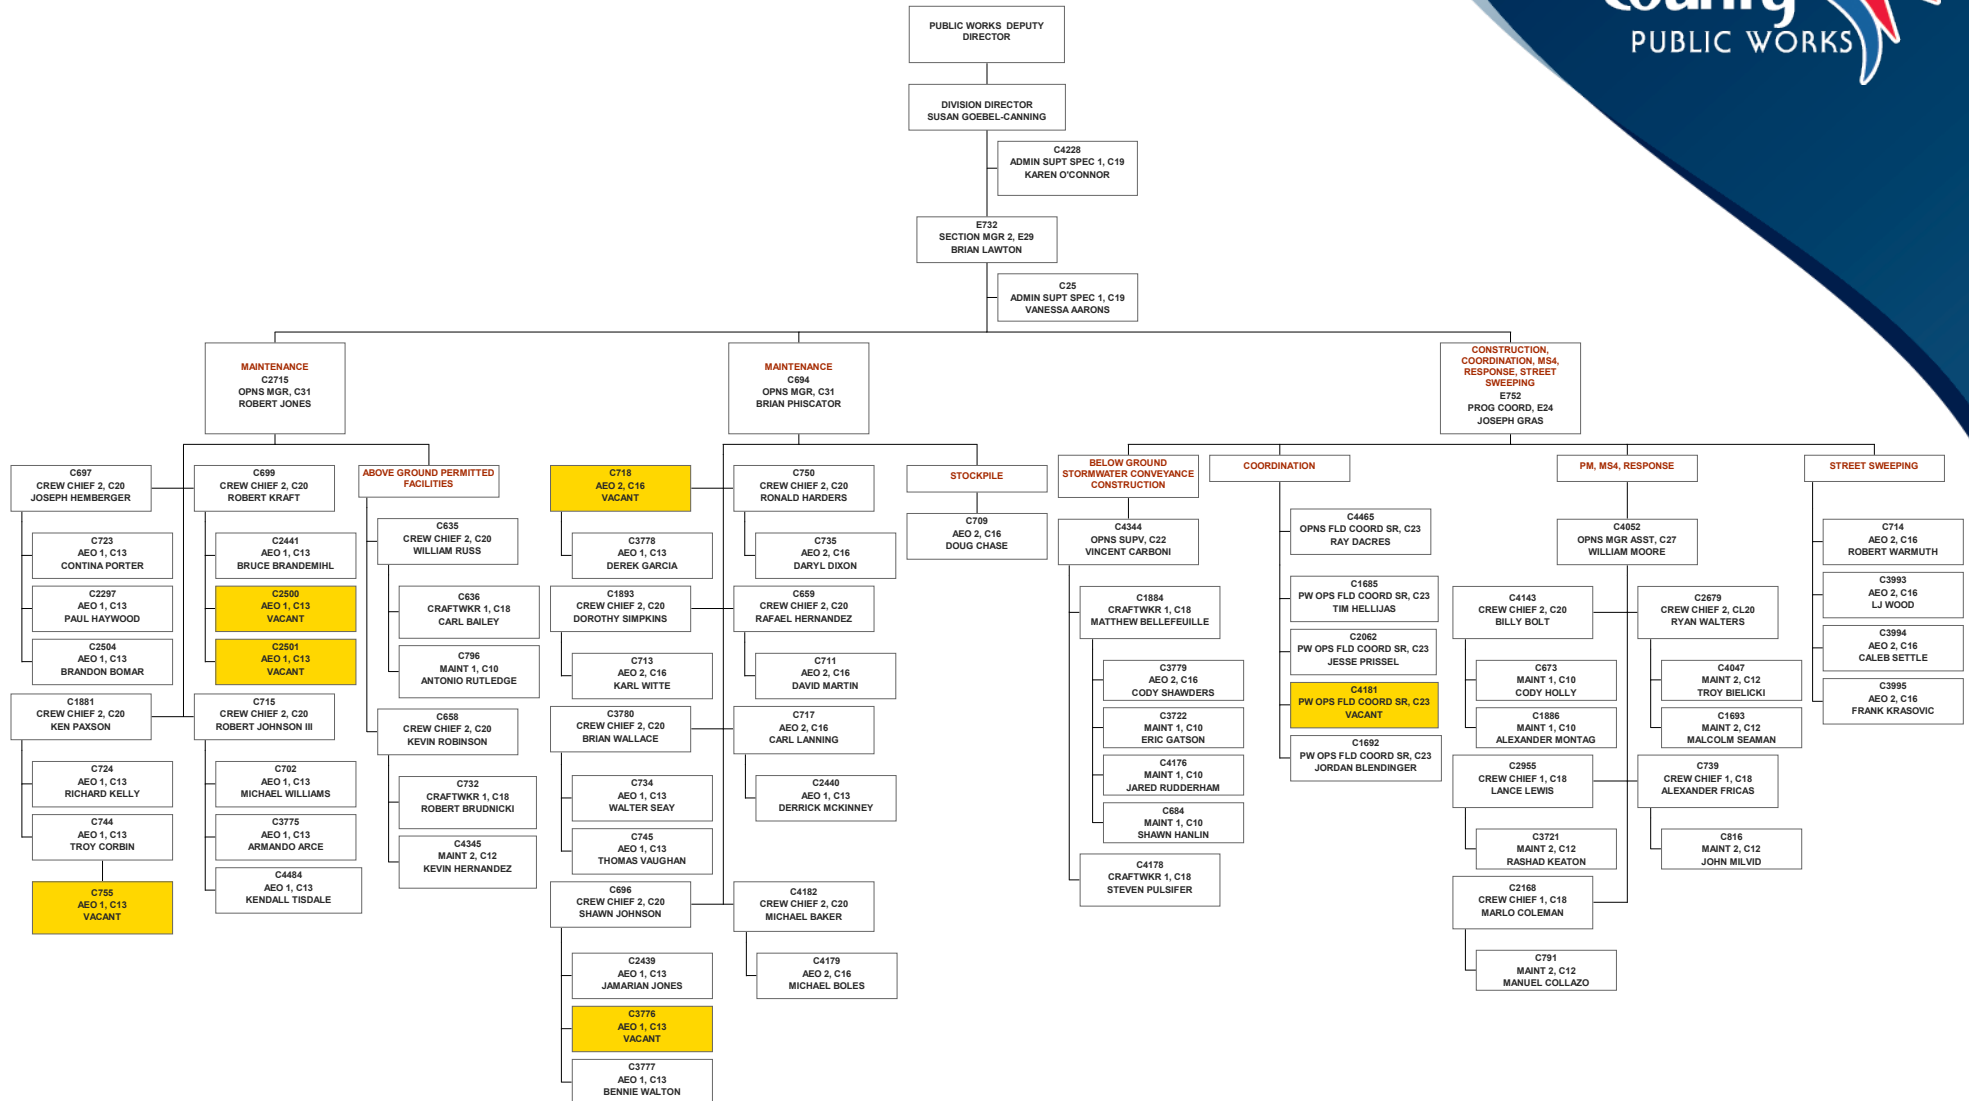 PUBLIC WORKS
PUBLIC WORKS DEPUTY
DIRECTOR
DIVISION DIRECTOR
SUSAN GOEBEL-CANNING
C4228
ADMIN SUPT SPEC 1, C19
KAREN O'CONNOR
E732
SECTION MGR 2, E29
BRIAN LAWTON
C25
ADMIN SUPT SPEC 1, C19
VANESSA AARONS
MAINTENANCE
C2715
OPNS MGR, C31
ROBERT JONES
MAINTENANCE
C694
OPNS MGR, C31
BRIAN PHISCATOR
CONSTRUCTION,
COORDINATION, MS4,
RESPONSE, STREET
SWEEPING
E752
PROG COORD, E24
JOSEPH GRAS
C697
CREW CHIEF 2, C20
JOSEPH HEMBERGER
C723
AEO 1, C13
CONTINA PORTER
C2297
AEO 1, C13
PAUL HAYWOOD
C2504
AEO 1, C13
BRANDON BOMAR
C1881
CREW CHIEF 2, C20
KEN PAXSON
C724
AEO 1, C13
RICHARD KELLY
C744
AEO 1, C13
TROY CORBIN
C755
AEO 1, C13
VACANT
C699
CREW CHIEF 2, C20
ROBERT KRAFT
C2441
AEO 1, C13
BRUCE BRANDEMIHL
C2500
AEO 1, C13
VACANT
C2501
AEO 1, C13
VACANT
C715
CREW CHIEF 2, C20
ROBERT JOHNSON III
C702
AEO 1, C13
MICHAEL WILLIAMS
C3775
AEO 1, C13
ARMANDO ARCE
C4484
AEO 1, C13
KENDALL TISDALE
ABOVE GROUND PERMITTED
FACILITIES
C635
CREW CHIEF 2, C20
WILLIAM RUSS
C636
CRAFTWKR 1, C18
CARL BAILEY
C796
MAINT 1, C10
ANTONIO RUTLEDGE
C658
CREW CHIEF 2, C20
KEVIN ROBINSON
C732
CRAFTWKR 1, C18
ROBERT BRUDNICKI
C4345
MAINT 2, C12
KEVIN HERNANDEZ
C718
AEO 2, C16
VACANT
C3778
AEO 1, C13
DEREK GARCIA
C1893
CREW CHIEF 2, C20
DOROTHY SIMPKINS
C713
AEO 2, C16
KARL WITTE
C3780
CREW CHIEF 2, C20
BRIAN WALLACE
C734
AEO 1, C13
WALTER SEAY
C745
AEO 1, C13
THOMAS VAUGHAN
C696
CREW CHIEF 2, C20
SHAWN JOHNSON
C2439
AEO 1, C13
JAMARIAN JONES
C3776
AEO 1, C13
VACANT
C3777
AEO 1, C13
BENNIE WALTON
C750
CREW CHIEF 2, C20
RONALD HARDERS
C735
AEO 2, C16
DARYL DIXON
C659
CREW CHIEF 2, C20
RAFAEL HERNANDEZ
C711
AEO 2, C16
DAVID MARTIN
C717
AEO 2, C16
CARL LANNING
C2440
AEO 1, C13
DERRICK MCKINNEY
C4182
CREW CHIEF 2, C20
MICHAEL BAKER
C4179
AEO 2, C16
MICHAEL BOLES
STOCKPILE
C709
AEO 2, C16
DOUG CHASE
BELOW GROUND
STORMWATER CONVEYANCE
CONSTRUCTION
C4344
OPNS SUPV, C22
VINCENT CARBONI
C1884
CRAFTWKR 1, C18
MATTHEW BELLEFEUILLE
C3779
AEO 2, C16
CODY SHAWDERS
C3722
MAINT 1, C10
ERIC GATSON
C4176
MAINT 1, C10
JARED RUDDERHAM
C684
MAINT 1, C10
SHAWN HANLIN
C4178
CRAFTWKR 1, C18
STEVEN PULSIFER
COORDINATION
C4465
OPNS FLD COORD SR, C23
RAY DACRES
C1685
PW OPS FLD COORD SR, C23
TIM HELLIJAS
C2062
PW OPS FLD COORD SR, C23
JESSE PRISSEL
C4181
PW OPS FLD COORD SR, C23
VACANT
C1692
PW OPS FLD COORD SR, C23
JORDAN BLENDINGER
PM, MS4, RESPONSE
C4052
OPNS MGR ASST, C27
WILLIAM MOORE
C4143
CREW CHIEF 2, C20
BILLY BOLT
C673
MAINT 1, C10
CODY HOLLY
C1886
MAINT 1, C10
ALEXANDER MONTAG
C2955
CREW CHIEF 1, C18
LANCE LEWIS
C3721
MAINT 2, C12
RASHAD KEATON
C2168
CREW CHIEF 1, C18
MARLO COLEMAN
C791
MAINT 2, C12
MANUEL COLLAZO
C2679
CREW CHIEF 2, CL20
RYAN WALTERS
C4047
MAINT 2, C12
TROY BIELICKI
C1693
MAINT 2, C12
MALCOLM SEAMAN
C739
CREW CHIEF 1, C18
ALEXANDER FRICAS
C816
MAINT 2, C12
JOHN MILVID
STREET SWEEPING
C714
AEO 2, C16
ROBERT WARMUTH
C3993
AEO 2, C16
LJ WOOD
C3994
AEO 2, C16
CALEB SETTLE
C3995
AEO 2, C16
FRANK KRASOVIC